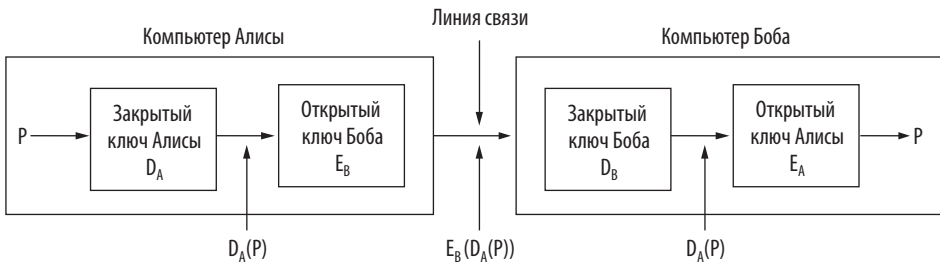 Линия связи
Компьютер Алисы
Компьютер Боба
P
Закрытый
ключ Алисы
D_A
Открытый
ключ Боба
E_B
Закрытый
ключ Боба
D_B
Открытый
ключ Алисы
E_A
P
D_A(P)
E_B(D_A(P))
D_A(P)